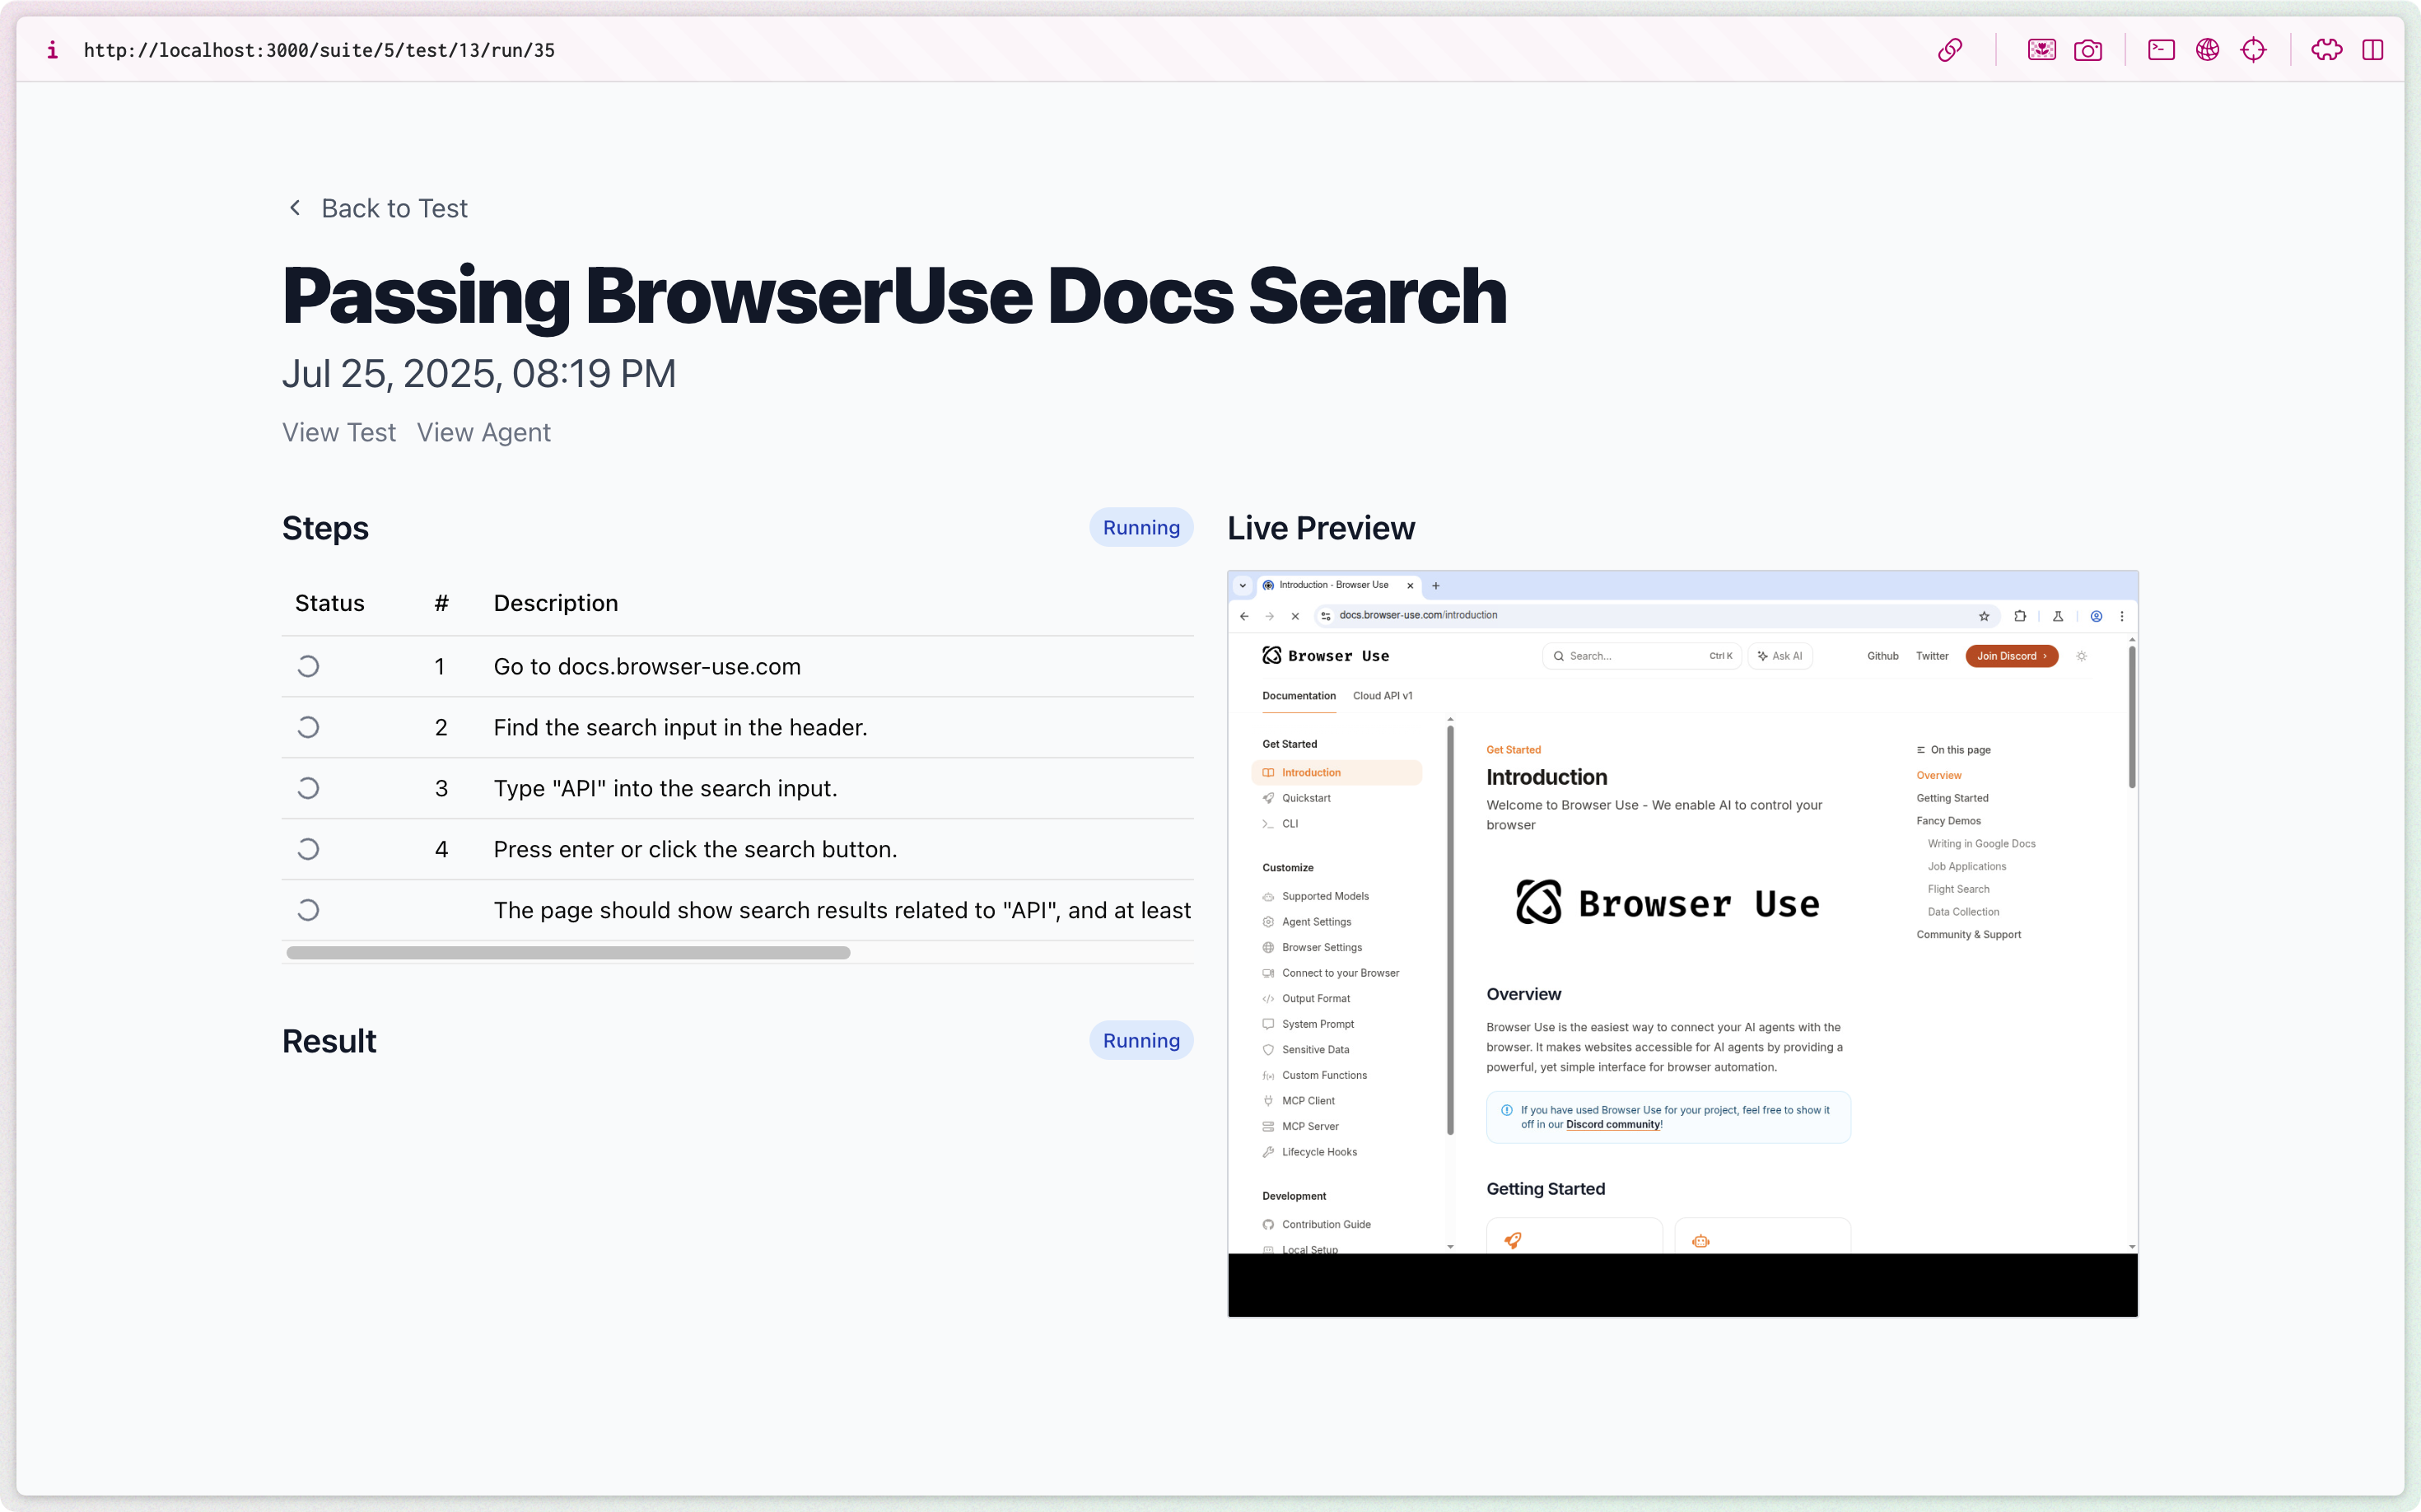 http://localhost:3000/suite/5/test/13/run/35
Back to Test
Passing BrowserUse Docs Search
Jul 25, 2025, 08:19 PM
View Test View Agent
Steps
Running
Status # Description
1 Go to docs.browser-use.com
2 Find the search input in the header.
3 Type "API" into the search input.
4 Press enter or click the search button.
The page should show search results related to "API", and at least
Result
Running
Live Preview
Introduction - Browser Use
docs.browser-use.com/introduction
Browser Use
Search...
Ctrl K
Ask AI
Github
Twitter
Join Discord
Documentation
Cloud API v1
Get Started
Introduction
Quickstart
CLI
Customize
Supported Models
Agent Settings
Browser Settings
Connect to your Browser
Output Format
System Prompt
Sensitive Data
Custom Functions
MCP Client
MCP Server
Lifecycle Hooks
Development
Contribution Guide
Local Setup
Get Started
Introduction
Welcome to Browser Use - We enable AI to control your
browser
Browser Use
Overview
Browser Use is the easiest way to connect your AI agents with the
browser. It makes websites accessible for AI agents by providing a
powerful, yet simple interface for browser automation.
If you have used Browser Use for your project, feel free to show it
off in our Discord community!
Getting Started
On this page
Overview
Getting Started
Fancy Demos
Writing in Google Docs
Job Applications
Flight Search
Data Collection
Community & Support